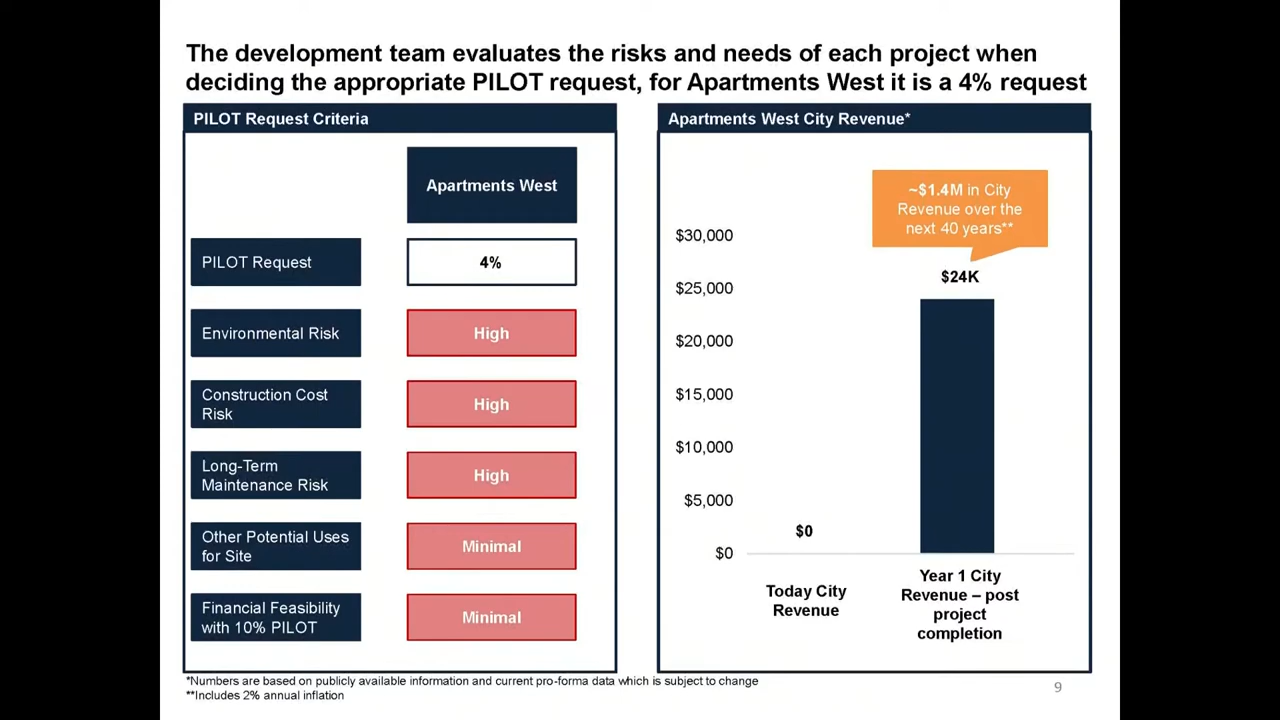 The development team evaluates the risks and needs of each project when
deciding the appropriate PILOT request, for Apartments West it is a 4% request
PILOT Request Criteria
Apartments West
PILOT Request
4%
Environmental Risk
High
Construction Cost
Risk
High
Long-Term
Maintenance Risk
High
Other Potential Uses
for Site
Minimal
Financial Feasibility
with 10% PILOT
Minimal
Apartments West City Revenue*
~$1.4M in City
Revenue over the
next 40 years**
$30,000
$25,000
$20,000
$15,000
$10,000
$5,000
$0
$0
$24K
Today City
Revenue
Year 1 City
Revenue – post
project
completion
*Numbers are based on publicly available information and current pro-forma data which is subject to change
**Includes 2% annual inflation
9